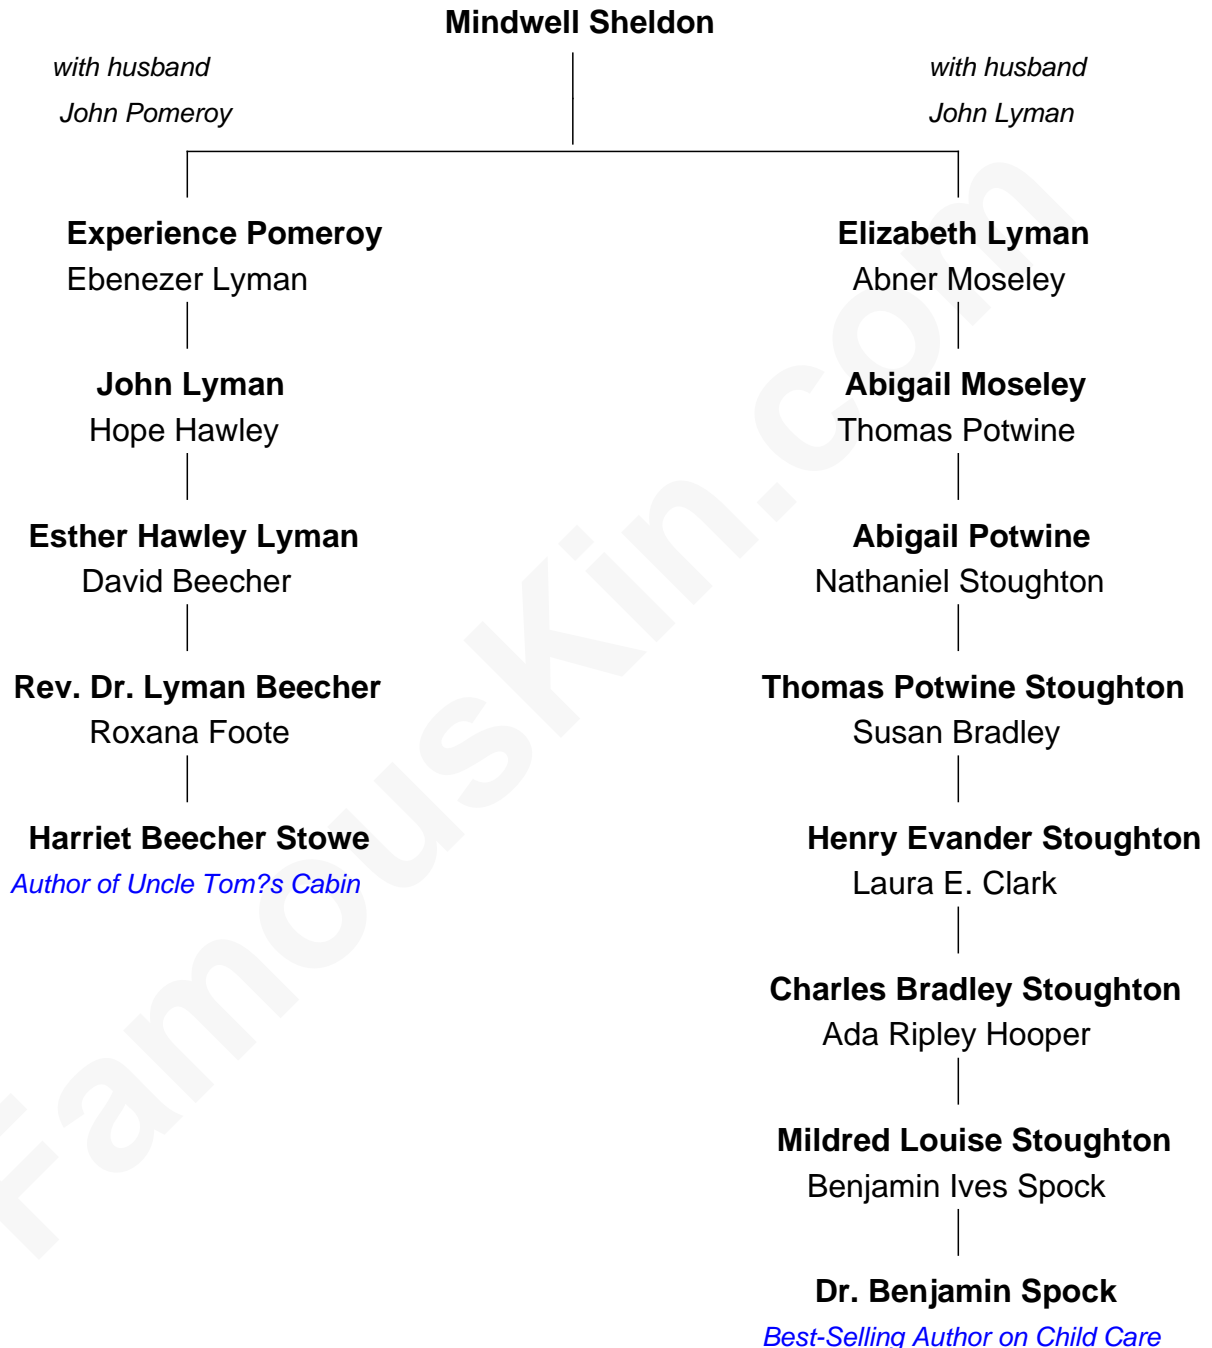 Mindwell Sheldon
with husband
John Pomeroy
with husband
John Lyman
Experience Pomeroy
Ebenezer Lyman
Elizabeth Lyman
Abner Moseley
John Lyman
Hope Hawley
Abigail Moseley
Thomas Potwine
Esther Hawley Lyman
David Beecher
Abigail Potwine
Nathaniel Stoughton
Rev. Dr. Lyman Beecher
Roxana Foote
Thomas Potwine Stoughton
Susan Bradley
Harriet Beecher Stowe
Author of Uncle Tom?s Cabin
Henry Evander Stoughton
Laura E. Clark
Charles Bradley Stoughton
Ada Ripley Hooper
Mildred Louise Stoughton
Benjamin Ives Spock
Dr. Benjamin Spock
Best-Selling Author on Child Care
FamousKin.com